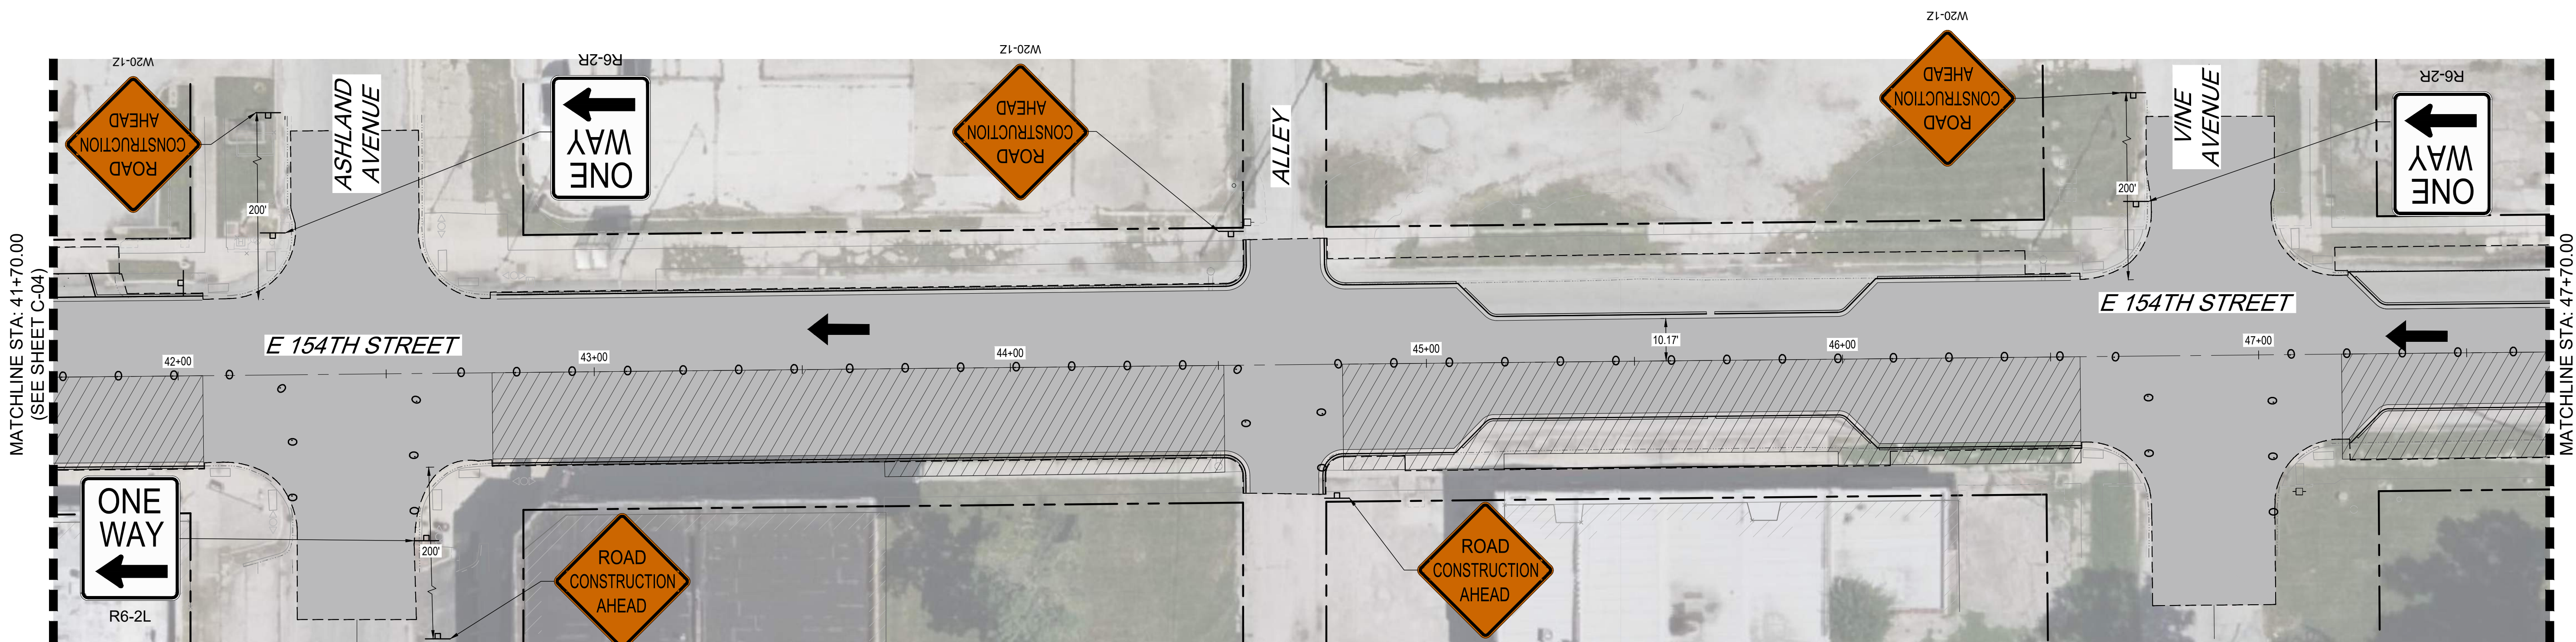 W20-1Z
ROAD
CONSTRUCTION
AHEAD
ASHLAND
AVENUE
R6-2R
ONE
WAY
W20-1Z
ROAD
CONSTRUCTION
AHEAD
ALLEY
W20-1Z
ROAD
CONSTRUCTION
AHEAD
VINE
AVENUE
R6-2R
ONE
WAY
200'
200'
MATCHLINE STA: 41+70.00
(SEE SHEET C-04)
MATCHLINE STA: 47+70.00
E 154TH STREET
E 154TH STREET
10.17'
42+00
43+00
44+00
45+00
46+00
47+00
ONE
WAY
R6-2L
200'
ROAD
CONSTRUCTION
AHEAD
ROAD
CONSTRUCTION
AHEAD